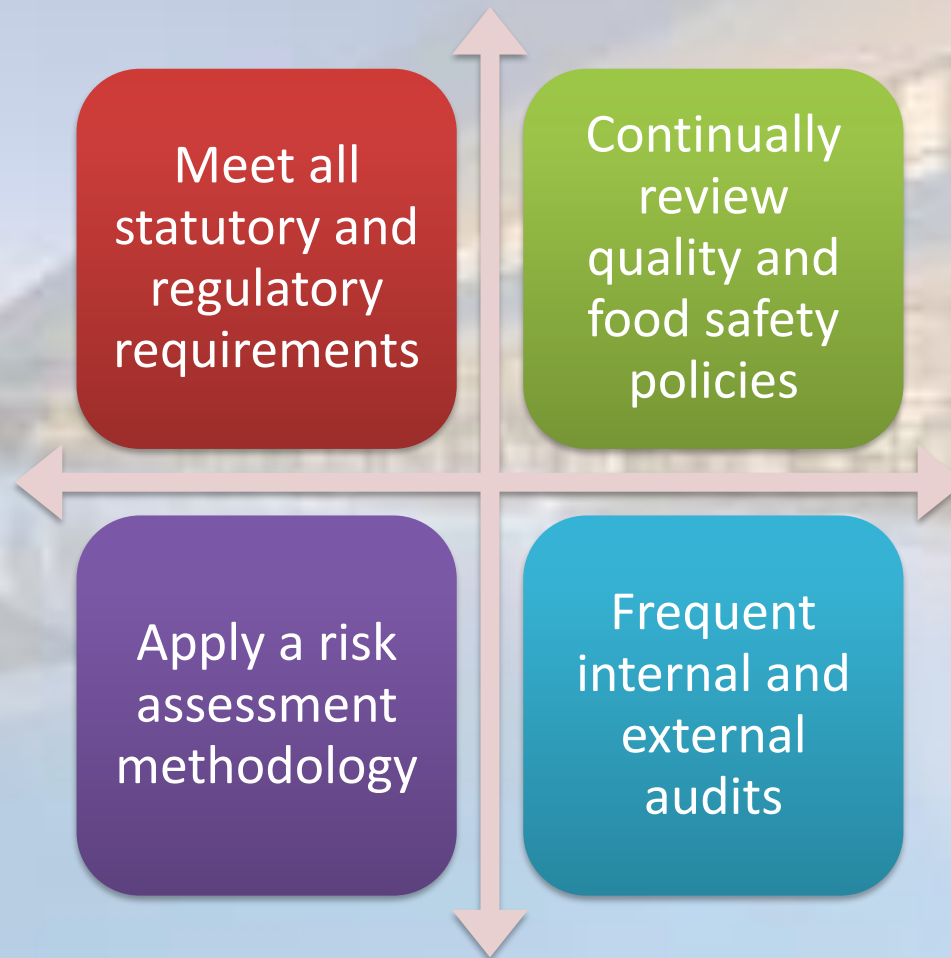 Meet all
statutory and
regulatory
requirements
Continually
review
quality and
food safety
policies
Apply a risk
assessment
methodology
Frequent
internal and
external
audits